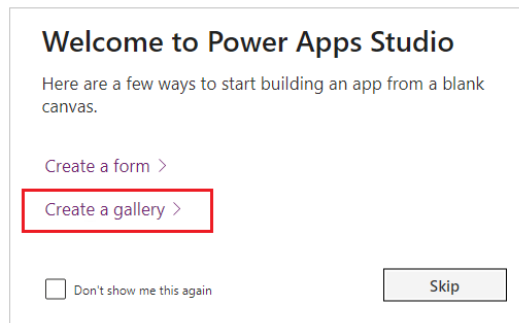 Welcome to Power Apps Studio
Here are a few ways to start building an app from a blank
canvas.
Create a form >
Create a gallery >
Don't show me this again
Skip